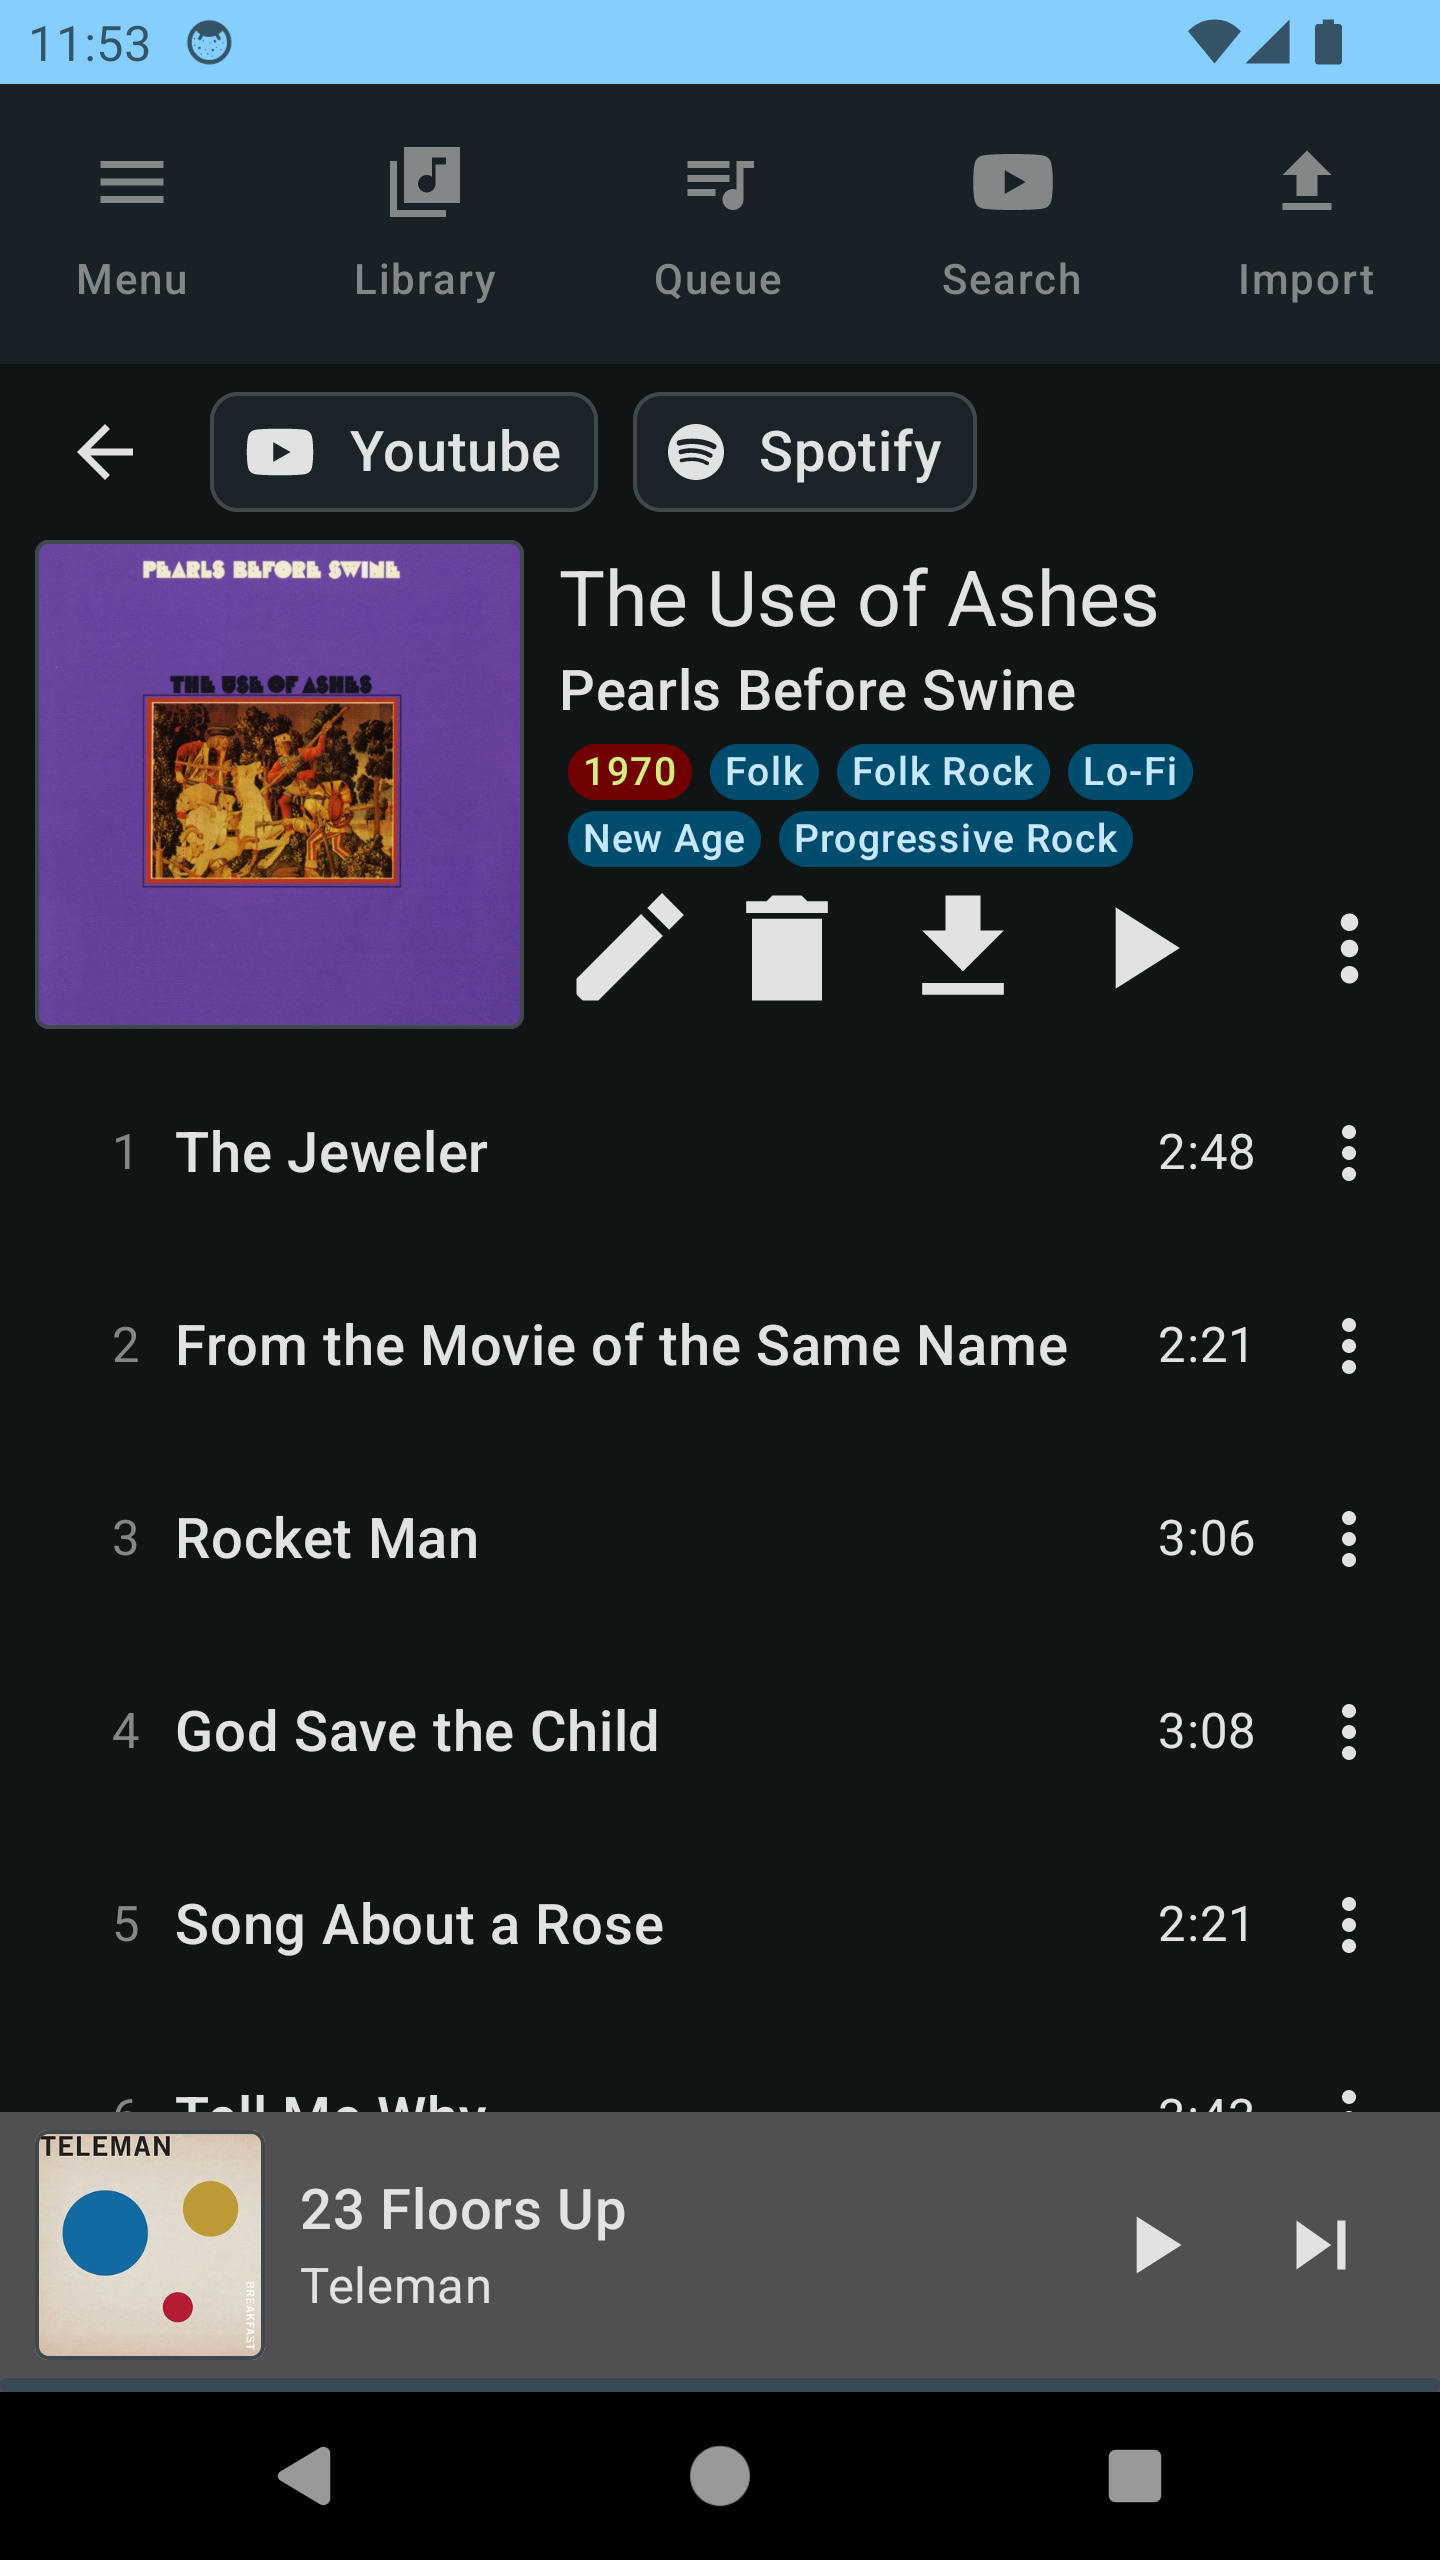 11:53
Menu Library Queue Search Import
Youtube Spotify
PEARLS BEFORE SWINE
THE USE OF ASHES
The Use of Ashes
Pearls Before Swine
1970 Folk Folk Rock Lo-Fi
New Age Progressive Rock
1 The Jeweler 2:48
2 From the Movie of the Same Name 2:21
3 Rocket Man 3:06
4 God Save the Child 3:08
5 Song About a Rose 2:21
6 Tell Me Why
TELEMAN
BREAKFAST
23 Floors Up
Teleman